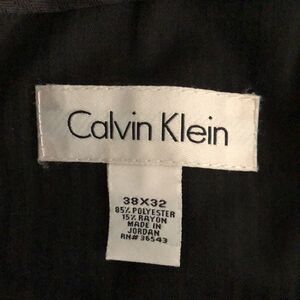 Calvin Klein
38X32
85% POLYESTER
15% RAYON
MADE IN
JORDAN
RN# 36543